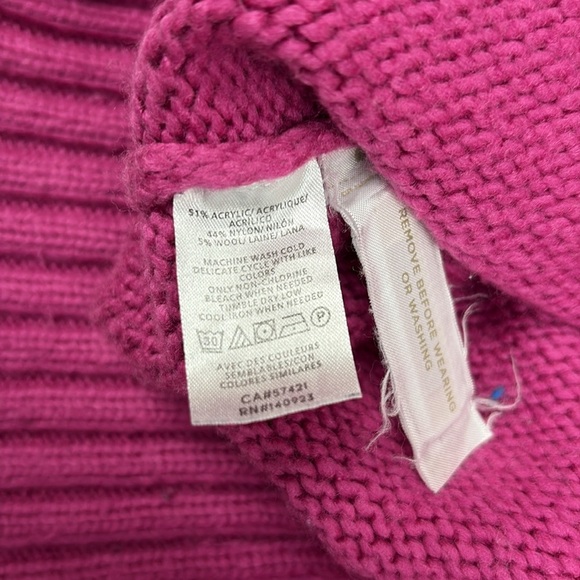 51% ACRYLIC/ACRYLIQUE/
ACRÍLICO
44% NYLON/NILÓN
5% WOOL/LAINE/LANA
MACHINE WASH COLD
DELICATE CYCLE WITH LIKE
COLORS
ONLY NON-CHLORINE
BLEACH WHEN NEEDED
TUMBLE DRY LOW
COOL IRON WHEN NEEDED
30 P
AVEC DES COULEURS
SEMBLABLES/CON
COLORES SIMILARES
CA#57421
RN#140923
REMOVE BEFORE WEARING
OR WASHING